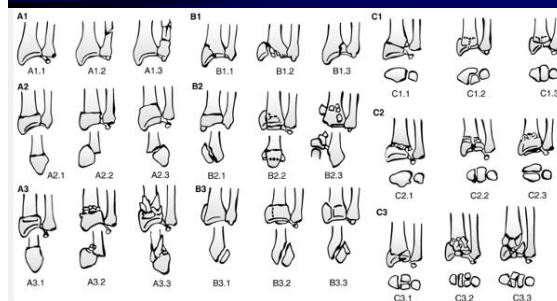 A1
A1.1 A1.2 A1.3
A2
A2.1 A2.2 A2.3
A3
A3.1 A3.2 A3.3
B1
B1.1 B1.2 B1.3
B2
B2.1 B2.2 B2.3
B3
B3.1 B3.2 B3.3
C1
C1.1 C1.2 C1.3
C2
C2.1 C2.2 C2.3
C3
C3.1 C3.2 C3.3